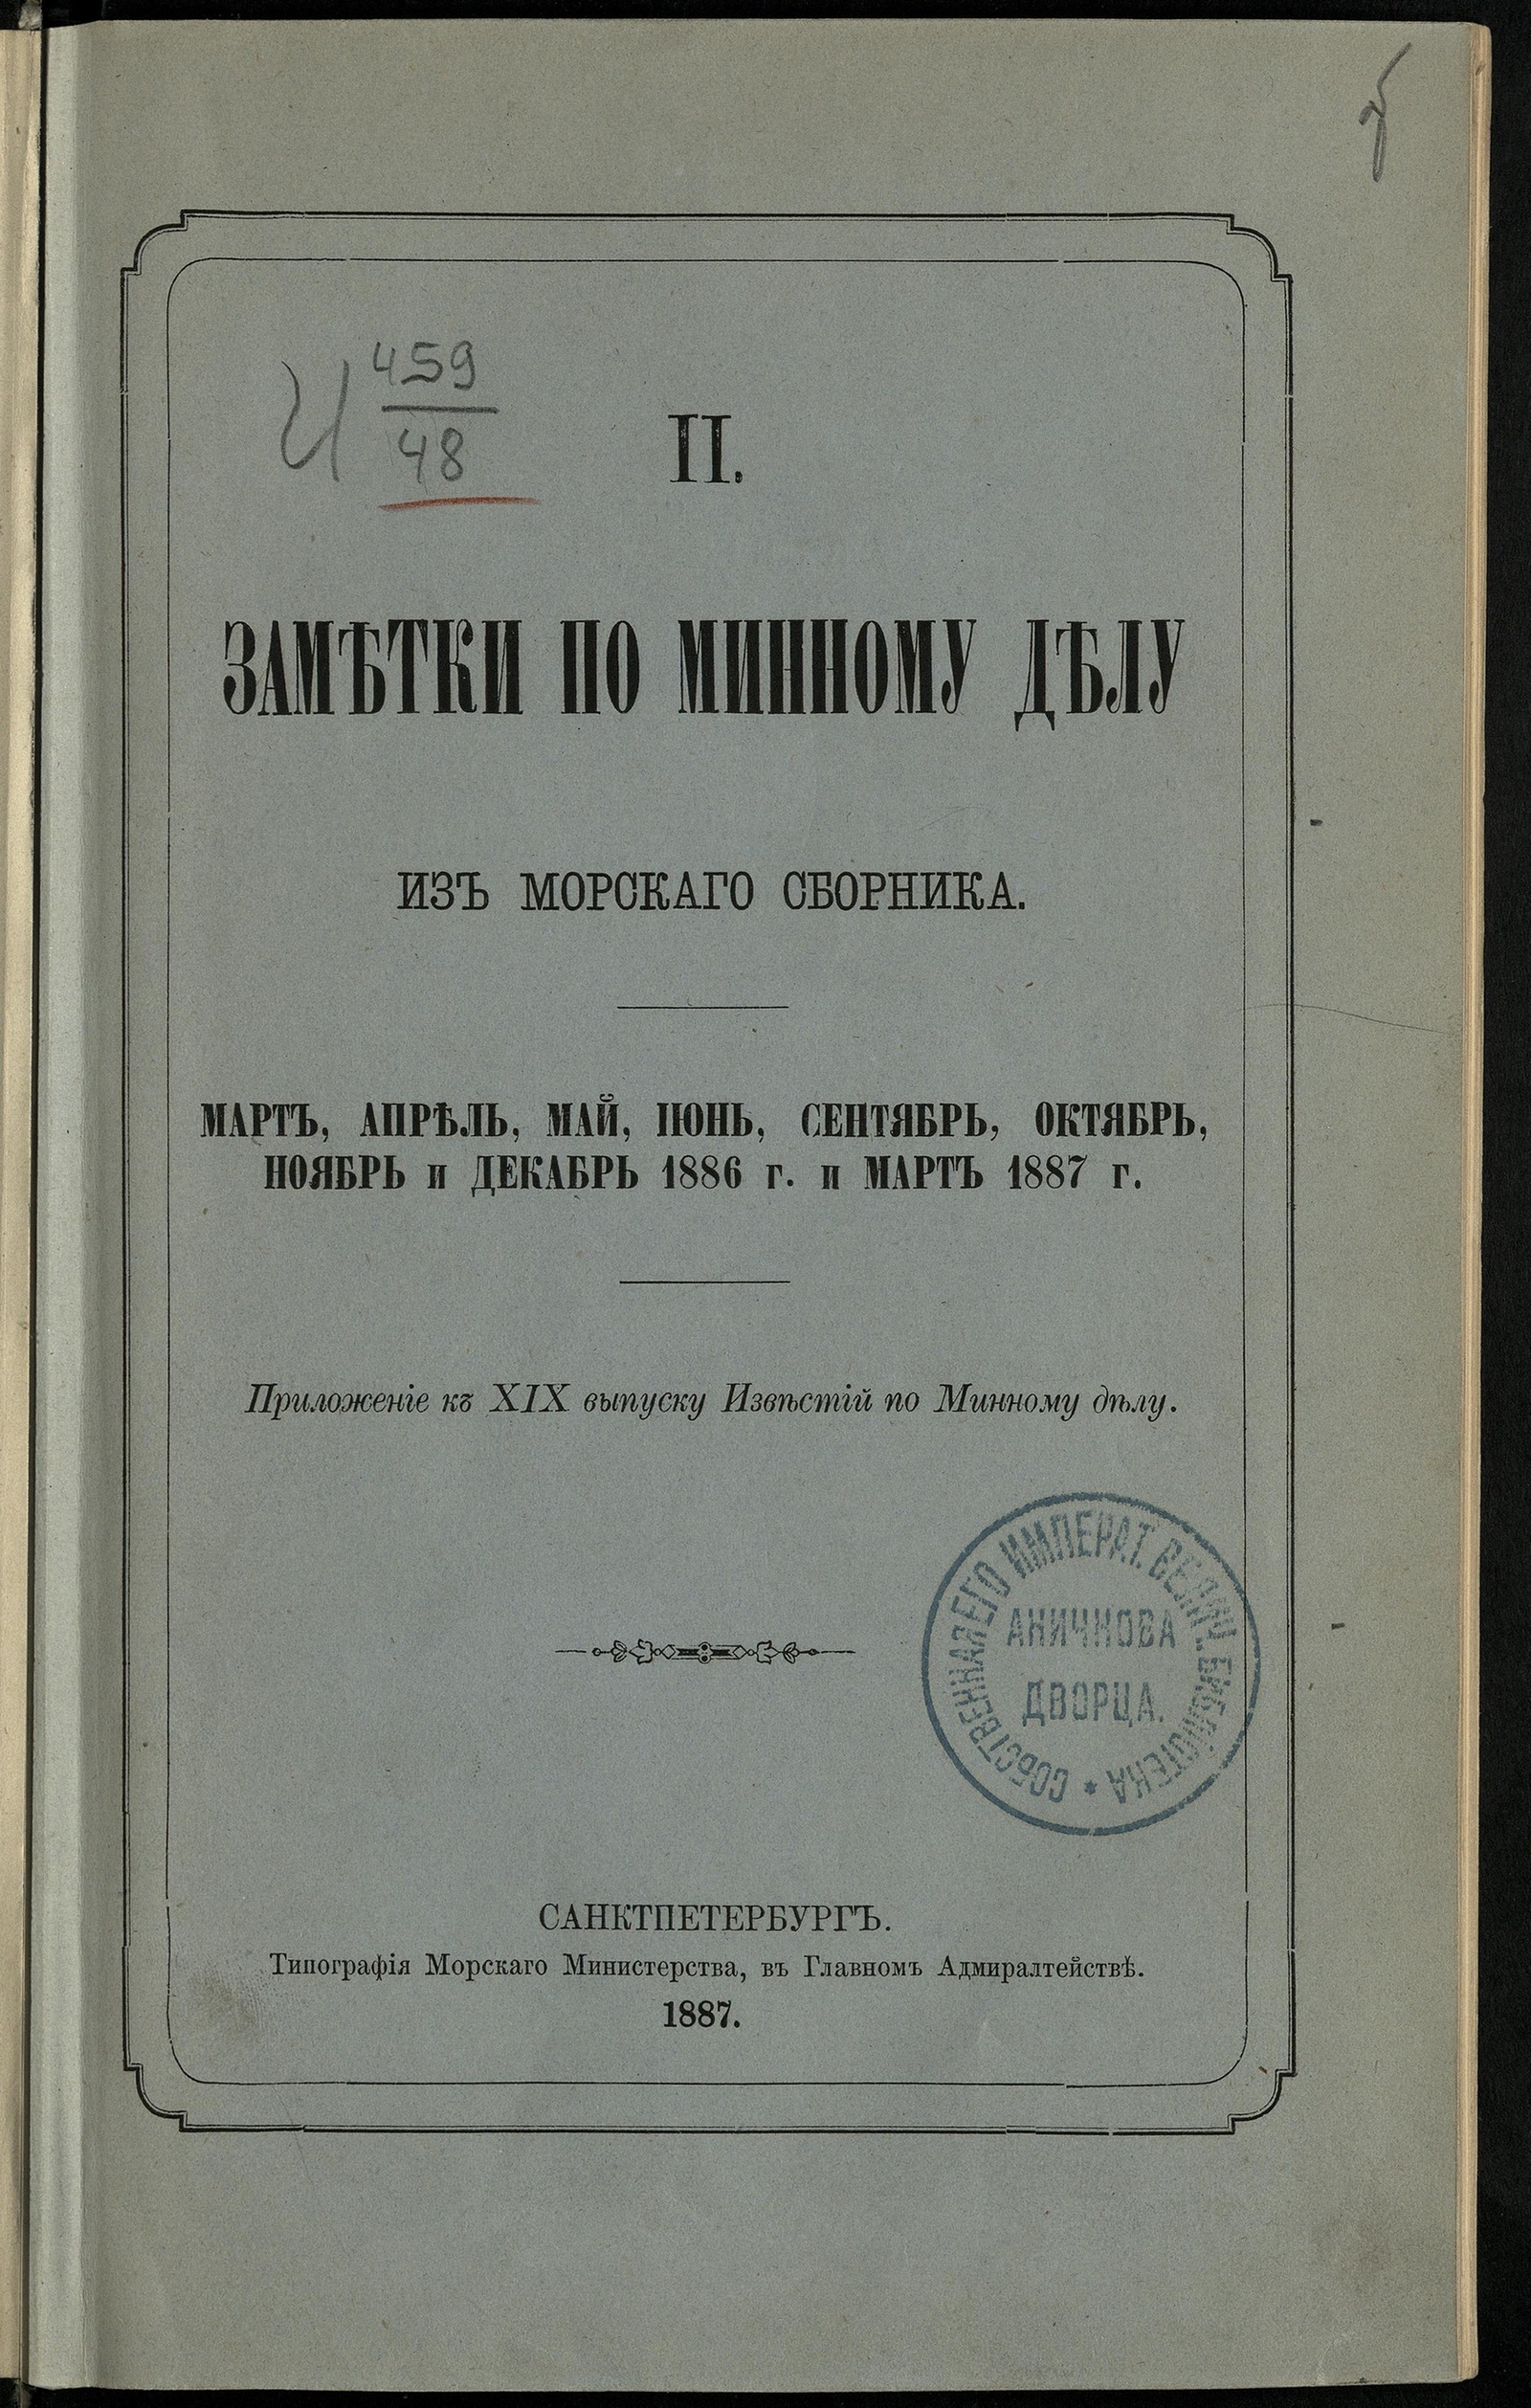 И 459
48
II.
ЗАМѢТКИ ПО МИННОМУ ДѢЛУ
ИЗЪ МОРСКАГО СБОРНИКА.
МАРТЪ, АПРѢЛЬ, МАЙ, ІЮНЬ, СЕНТЯБРЬ, ОКТЯБРЬ,
НОЯБРЬ и ДЕКАБРЬ 1886 г. и МАРТЪ 1887 г.
Приложеніе къ XIX выпуску Извѣстій по Минному дѣлу.
СОБСТВЕННАЯ ЕГО ИМПЕРАТ. ВЕЛИЧ. БИБЛІОТЕКА *
АНИЧКОВА
ДВОРЦА.
САНКТПЕТЕРБУРГЪ.
Типографія Морскаго Министерства, въ Главномъ Адмиралтействѣ.
1887.